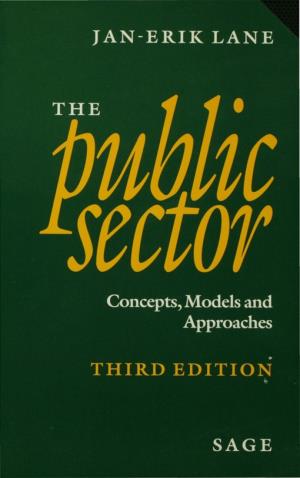 JAN-ERIK LANE
THE
public
sector
Concepts, Models and
Approaches
THIRD EDITION
SAGE